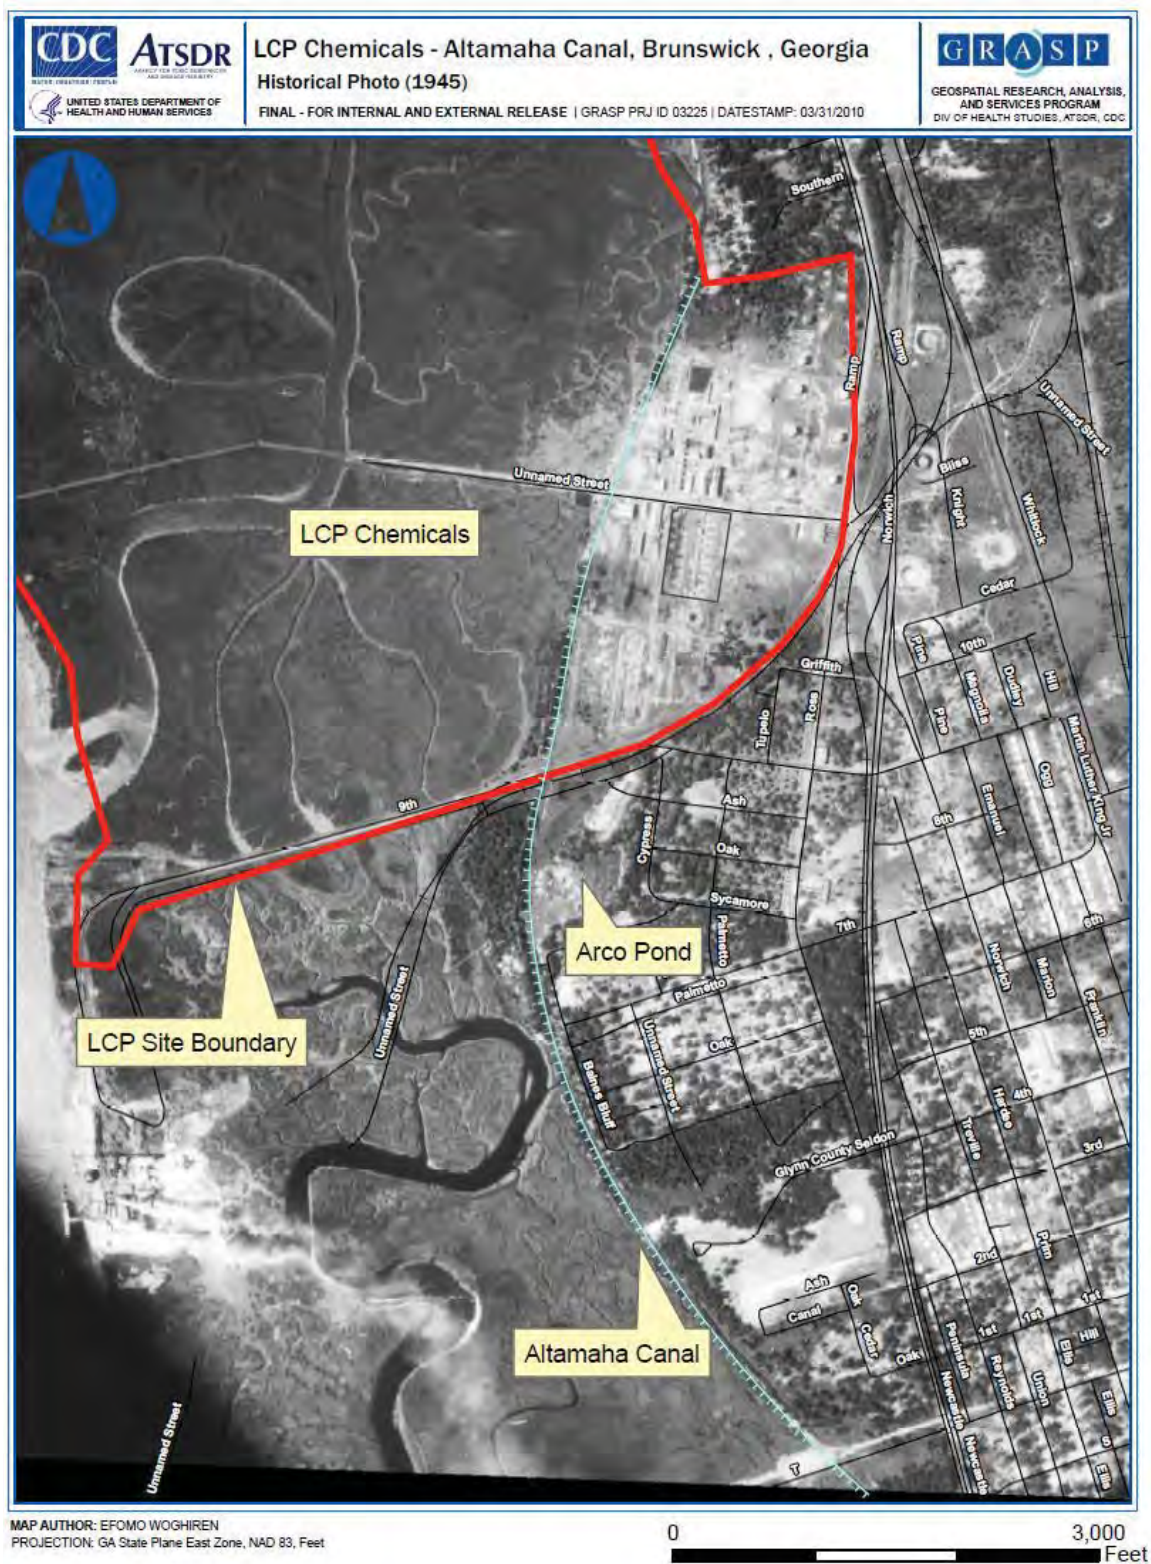 CDC
ATSDR
UNITED STATES DEPARTMENT OF
HEALTH AND HUMAN SERVICES
LCP Chemicals - Altamaha Canal, Brunswick , Georgia
Historical Photo (1945)
FINAL - FOR INTERNAL AND EXTERNAL RELEASE | GRASP PRJ ID 03225 | DATESTAMP: 03/31/2010
GRASP
GEOSPATIAL RESEARCH, ANALYSIS,
AND SERVICES PROGRAM
DIV OF HEALTH STUDIES, ATSDR, CDC
Southern
Ramp
Ramp
Unnamed Street
Bliss
Unnamed Street
Knight
Whitlock
Norwich
LCP Chemicals
Cedar
Pine
10th
Griffith
Magnolia
Dudley
Hill
Ross
Tupelo
Pine
Martin Luther King Jr
Ogg
Emanuel
9th
Ash
8th
Cypress
Oak
Sycamore
7th
6th
Palmetto
Arco Pond
Norwich
Marion
Palmetto
Franklin
Unnamed Street
LCP Site Boundary
Unnamed Street
Oak
5th
Baines Bluff
4th
Hardee
Treville
3rd
Glynn County Seldon
2nd
Ash
Oak
Canal
1st
1st
1st
Cedar
Oak
Hill
Ellis
Altamaha Canal
Peninsula
Reynolds
Union
Newcastle
Ellis
S
Newcastle
Ellis
Unnamed Street
T
MAP AUTHOR: EFOMO WOGHIREN
PROJECTION: GA State Plane East Zone, NAD 83, Feet
0
3,000
Feet